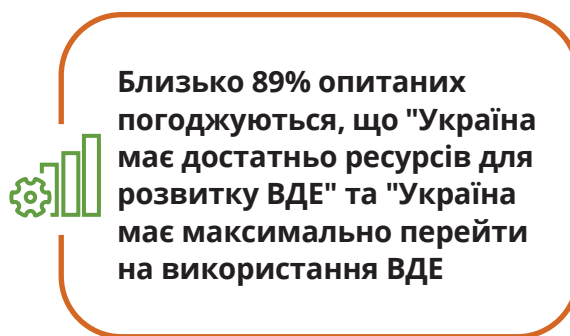 Близько 89% опитаних
погоджуються, що "Україна
має достатньо ресурсів для
розвитку ВДЕ" та "Україна
має максимально перейти
на використання ВДЕ